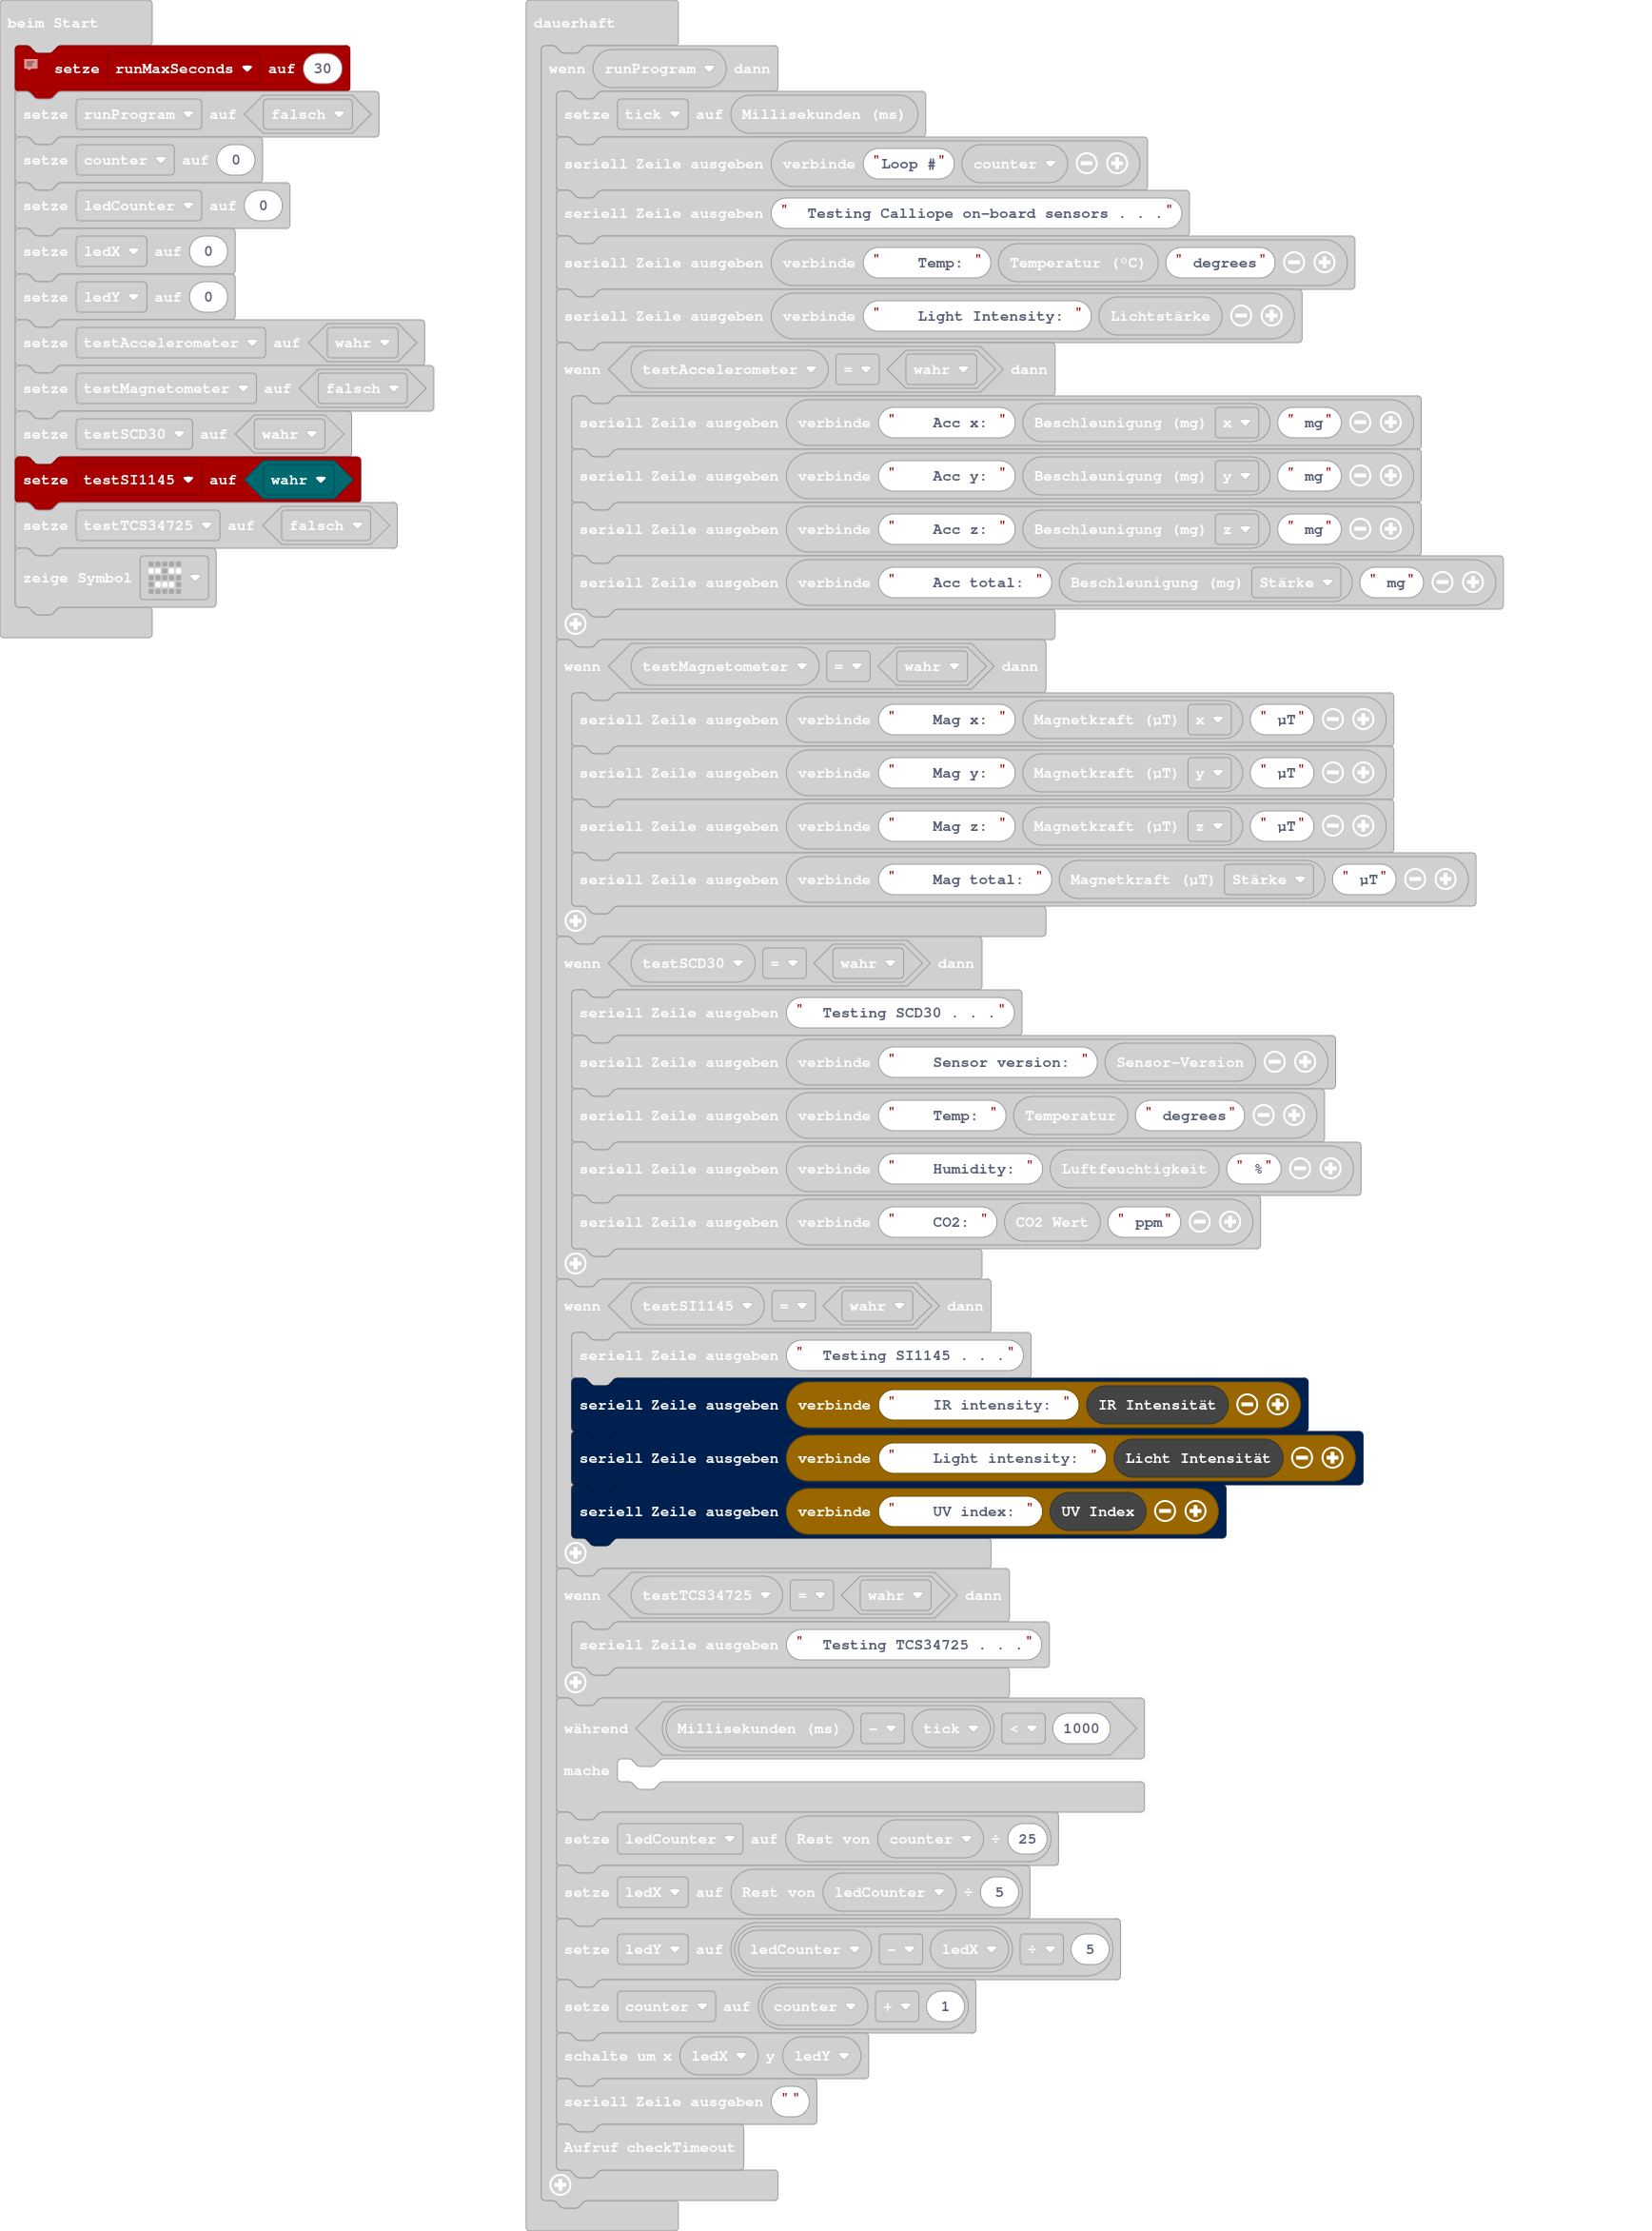 beim Start
setze runMaxSeconds auf 30
setze runProgram auf falsch
setze counter auf 0
setze ledCounter auf 0
setze ledX auf 0
setze ledY auf 0
setze testAccelerometer auf wahr
setze testMagnetometer auf falsch
setze testSCD30 auf wahr
setze testSI1145 auf wahr
setze testTCS34725 auf falsch
zeige Symbol
dauerhaft
wenn runProgram dann
setze tick auf Millisekunden (ms)
seriell Zeile ausgeben verbinde "Loop #" counter
seriell Zeile ausgeben "  Testing Calliope on-board sensors . . ."
seriell Zeile ausgeben verbinde "    Temp: " Temperatur (°C) " degrees"
seriell Zeile ausgeben verbinde "    Light Intensity: " Lichtstärke
wenn testAccelerometer = wahr dann
seriell Zeile ausgeben verbinde "    Acc x: " Beschleunigung (mg) x " mg"
seriell Zeile ausgeben verbinde "    Acc y: " Beschleunigung (mg) y " mg"
seriell Zeile ausgeben verbinde "    Acc z: " Beschleunigung (mg) z " mg"
seriell Zeile ausgeben verbinde "    Acc total: " Beschleunigung (mg) Stärke " mg"
wenn testMagnetometer = wahr dann
seriell Zeile ausgeben verbinde "    Mag x: " Magnetkraft (µT) x " µT"
seriell Zeile ausgeben verbinde "    Mag y: " Magnetkraft (µT) y " µT"
seriell Zeile ausgeben verbinde "    Mag z: " Magnetkraft (µT) z " µT"
seriell Zeile ausgeben verbinde "    Mag total: " Magnetkraft (µT) Stärke " µT"
wenn testSCD30 = wahr dann
seriell Zeile ausgeben "  Testing SCD30 . . ."
seriell Zeile ausgeben verbinde "    Sensor version: " Sensor-Version
seriell Zeile ausgeben verbinde "    Temp: " Temperatur " degrees"
seriell Zeile ausgeben verbinde "    Humidity: " Luftfeuchtigkeit " %"
seriell Zeile ausgeben verbinde "    CO2: " CO2 Wert " ppm"
wenn testSI1145 = wahr dann
seriell Zeile ausgeben "  Testing SI1145 . . ."
seriell Zeile ausgeben verbinde "    IR intensity: " IR Intensität
seriell Zeile ausgeben verbinde "    Light intensity: " Licht Intensität
seriell Zeile ausgeben verbinde "    UV index: " UV Index
wenn testTCS34725 = wahr dann
seriell Zeile ausgeben "  Testing TCS34725 . . ."
während Millisekunden (ms) - tick < 1000
mache
setze ledCounter auf Rest von counter ÷ 25
setze ledX auf Rest von ledCounter ÷ 5
setze ledY auf ledCounter - ledX ÷ 5
setze counter auf counter + 1
schalte um x ledX y ledY
seriell Zeile ausgeben ""
Aufruf checkTimeout